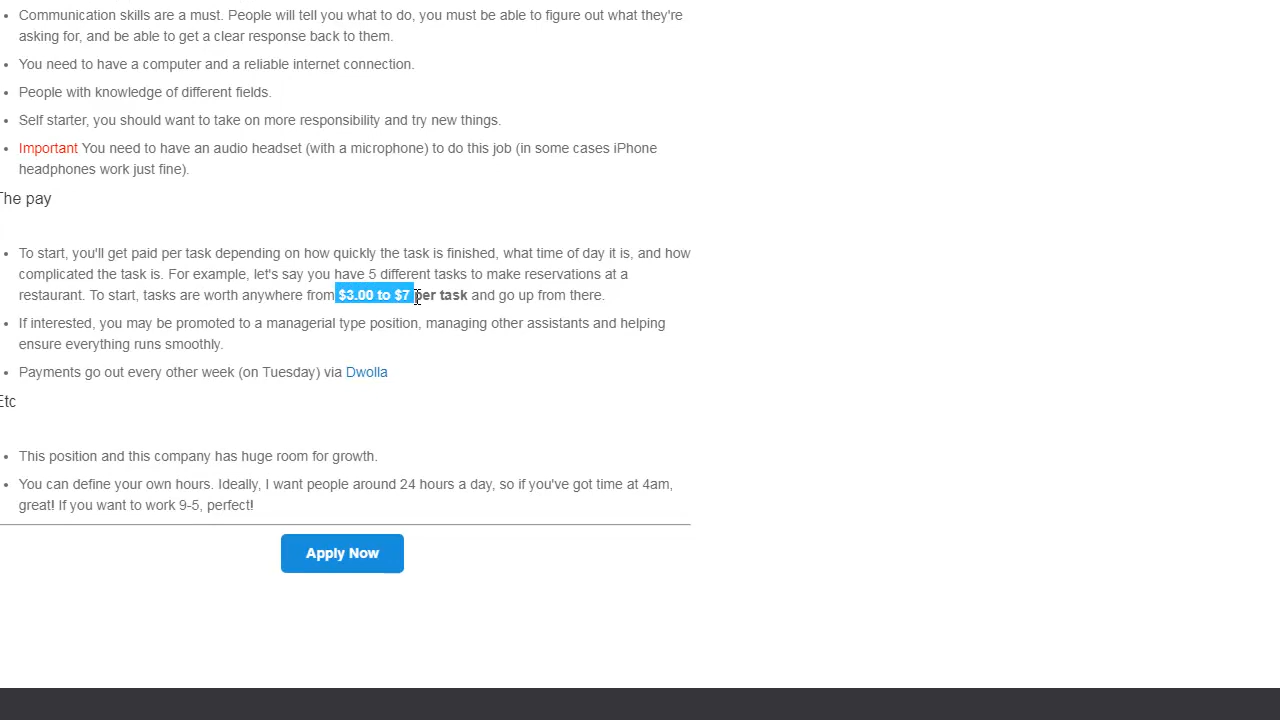 Communication skills are a must. People will tell you what to do, you must be able to figure out what they're
asking for, and be able to get a clear response back to them.
You need to have a computer and a reliable internet connection.
People with knowledge of different fields.
Self starter, you should want to take on more responsibility and try new things.
Important You need to have an audio headset (with a microphone) to do this job (in some cases iPhone
headphones work just fine).
The pay
To start, you'll get paid per task depending on how quickly the task is finished, what time of day it is, and how
complicated the task is. For example, let's say you have 5 different tasks to make reservations at a
restaurant. To start, tasks are worth anywhere from $3.00 to $7 per task and go up from there.
If interested, you may be promoted to a managerial type position, managing other assistants and helping
ensure everything runs smoothly.
Payments go out every other week (on Tuesday) via Dwolla
Etc
This position and this company has huge room for growth.
You can define your own hours. Ideally, I want people around 24 hours a day, so if you've got time at 4am,
great! If you want to work 9-5, perfect!
Apply Now